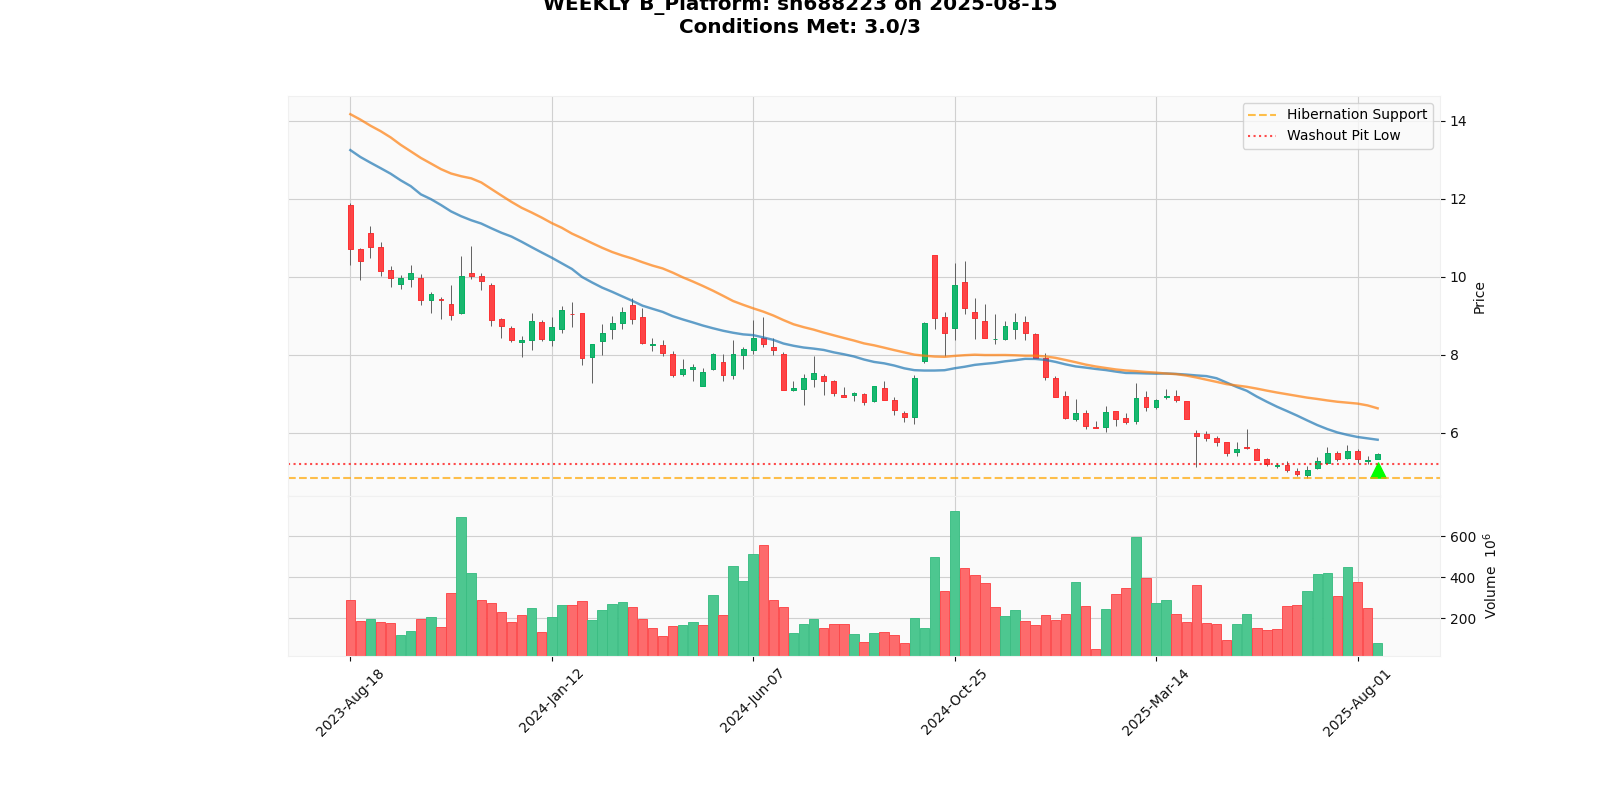 WEEKLY B_Platform: sh688223 on 2025-08-15
Conditions Met: 3.0/3
Hibernation Support
Washout Pit Low
14
12
10
8
6
Price
600
400
200
Volume 10⁶
2023-Aug-18
2024-Jan-12
2024-Jun-07
2024-Oct-25
2025-Mar-14
2025-Aug-01